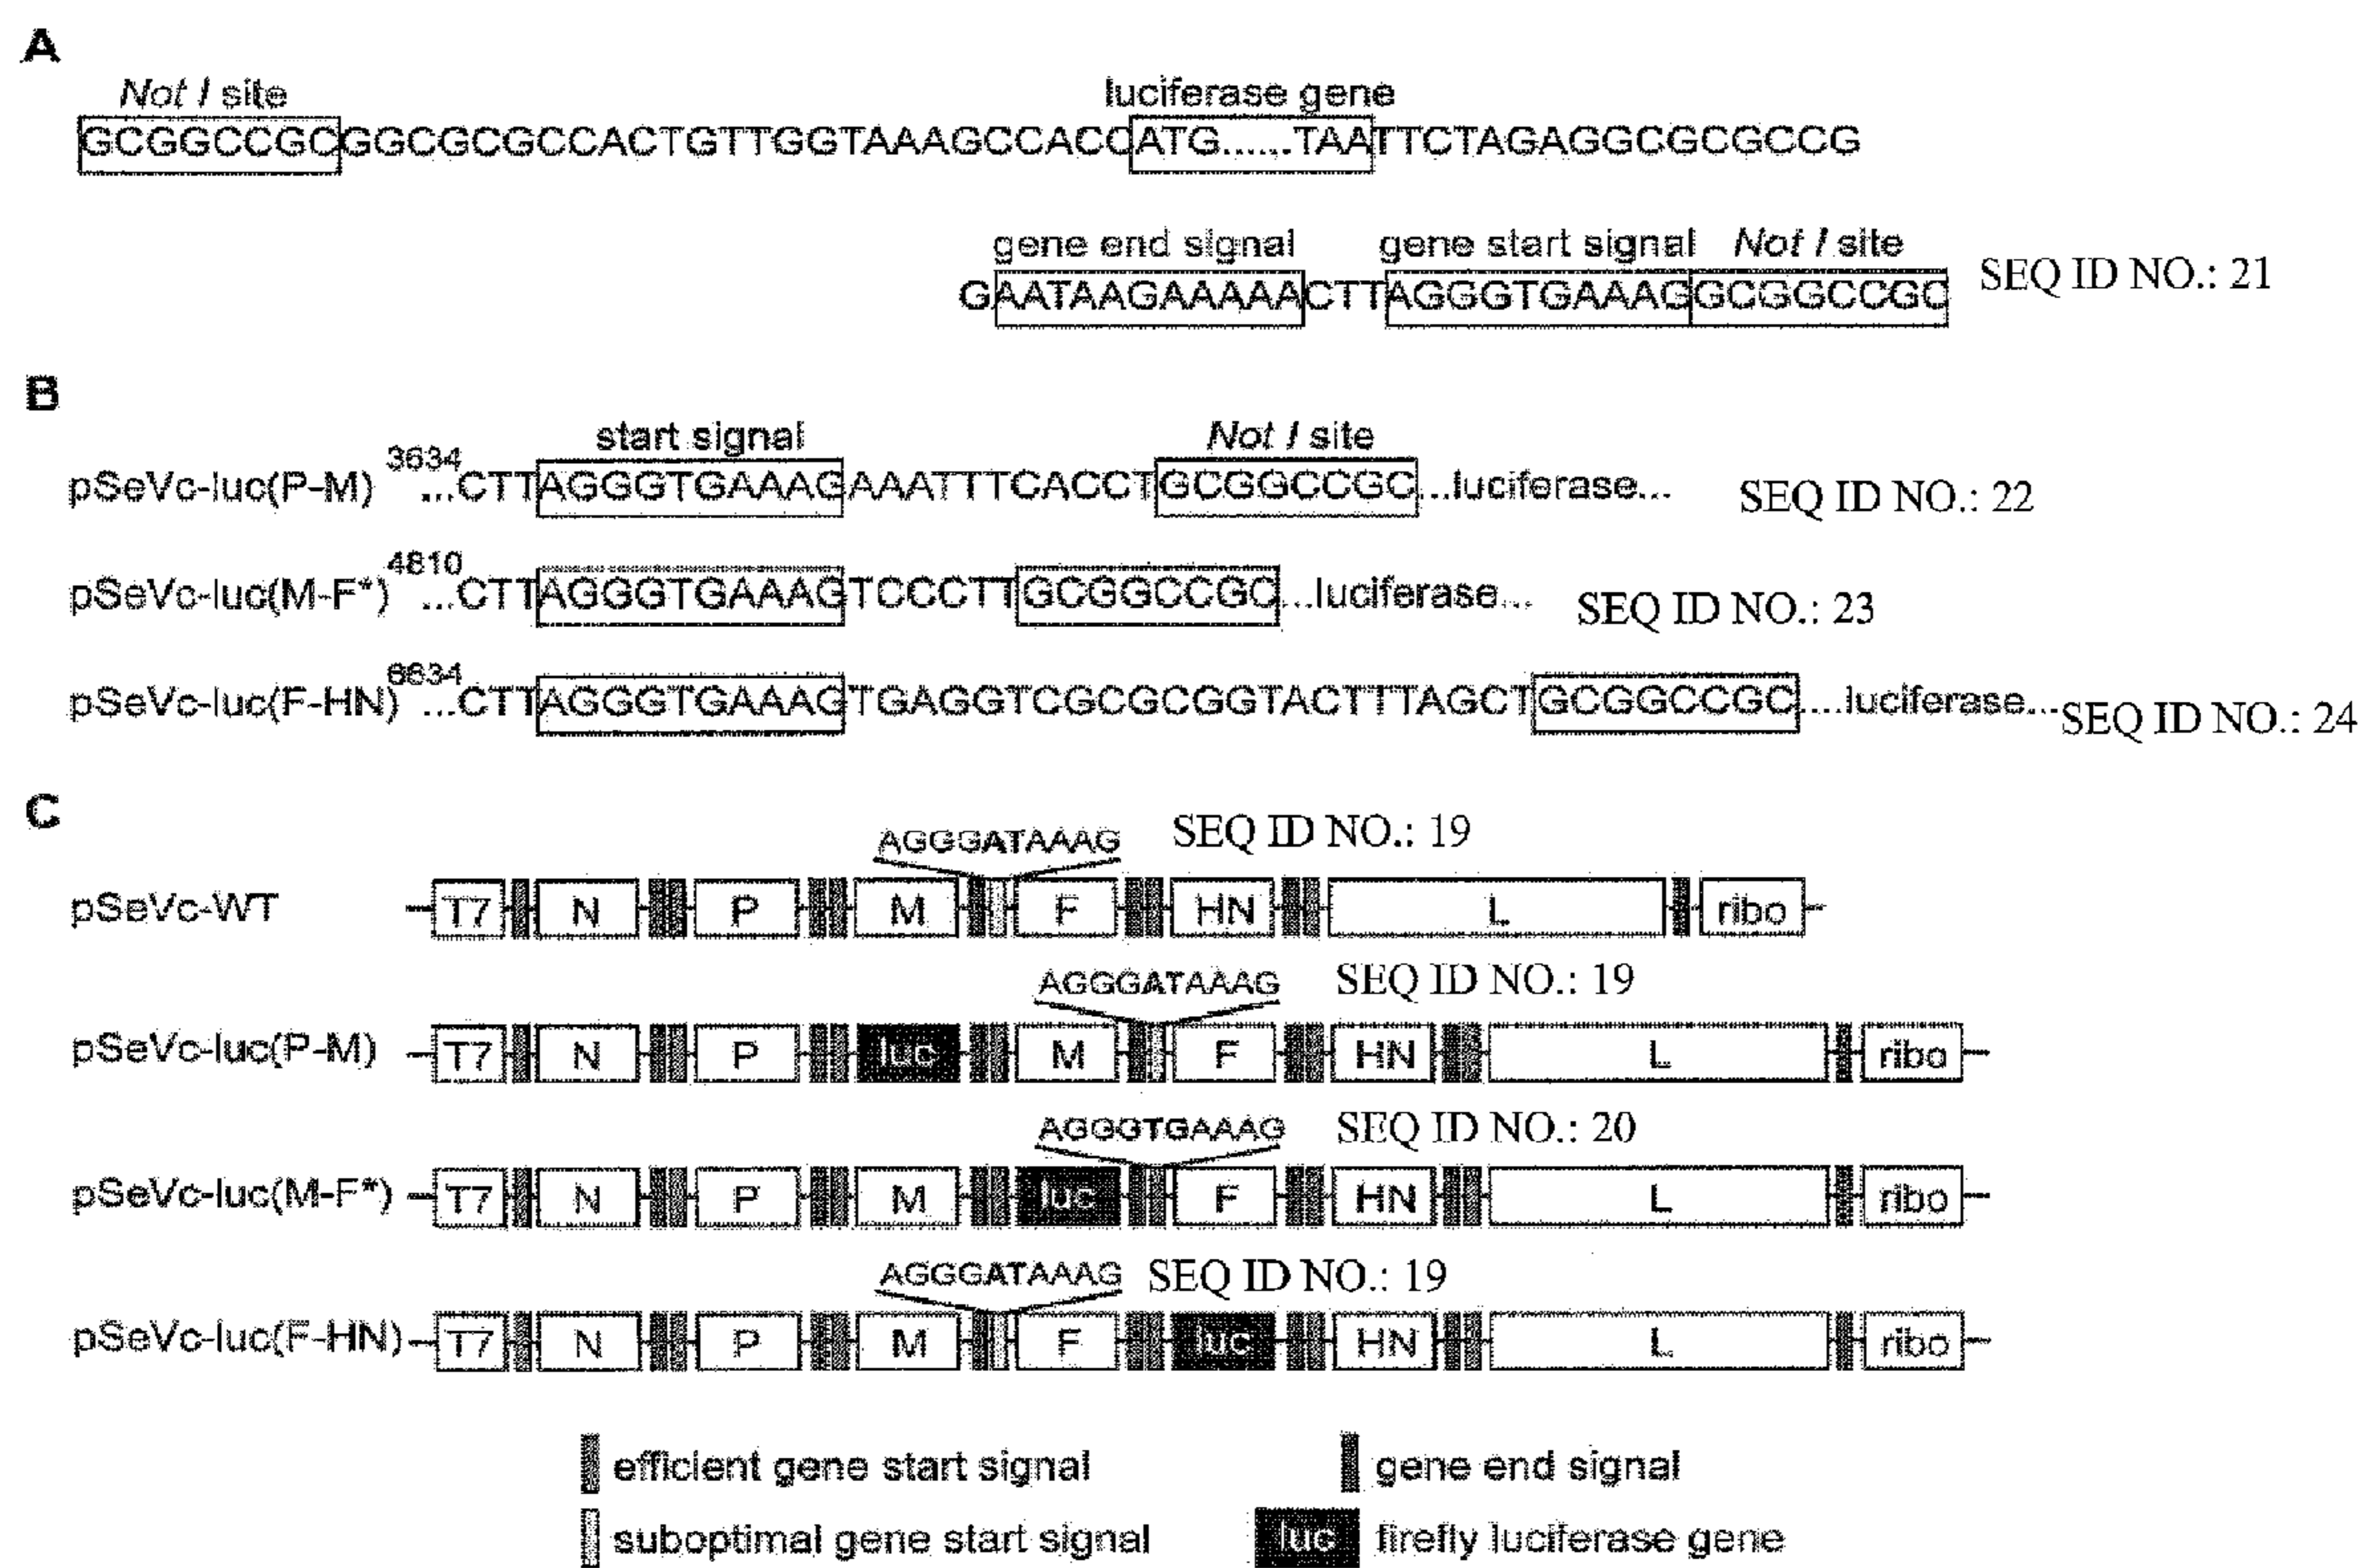 A
Not I site luciferase gene
GCGGCCGCGGCGCGCCACTGTTGGTAAAGCCACCATG......TAATTCTAGAGGCGCGCCG
gene end signal gene start signal Not I site
GAATAAGAAAAACTTAGGGTGAAAGGCGGCCGC SEQ ID NO.: 21
B
start signal Not I site
pSeVc-luc(P-M) 3634 ...CTTAGGGTGAAAGAAATTTCACCTGCGGCCGC...luciferase... SEQ ID NO.: 22
pSeVc-luc(M-F*) 4810 ...CTTAGGGTGAAAGTCCCTTGCGGCCGC...luciferase... SEQ ID NO.: 23
pSeVc-luc(F-HN) 6634 ...CTTAGGGTGAAAGTGAGGTCGCGCGGTACTTTAGCTGCGGCCGC....luciferase... SEQ ID NO.: 24
C
AGGGATAAAG SEQ ID NO.: 19
pSeVc-WT T7 N P M F HN L ribo
AGGGATAAAG SEQ ID NO.: 19
pSeVc-luc(P-M) T7 N P luc M F HN L ribo
AGGGTGAAAG SEQ ID NO.: 20
pSeVc-luc(M-F*) T7 N P M luc F HN L ribo
AGGGATAAAG SEQ ID NO.: 19
pSeVc-luc(F-HN) T7 N P M F luc HN L ribo
efficient gene start signal gene end signal
suboptimal gene start signal luc firefly luciferase gene